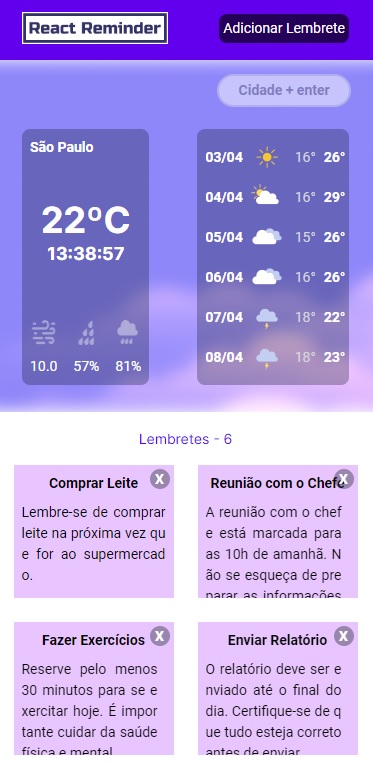 React Reminder
Adicionar Lembrete
Cidade + enter
São Paulo
22ºC
13:38:57
10.0 57% 81%
03/04 16° 26°
04/04 16° 29°
05/04 15° 26°
06/04 16° 26°
07/04 18° 22°
08/04 18° 23°
Lembretes - 6
Comprar Leite X
Lembre-se de comprar
leite na próxima vez qu
e for ao supermercad
o.
Reunião com o Chefe X
A reunião com o chef
e está marcada para
as 10h de amanhã. N
ão se esqueça de pre
parar as informações
Fazer Exercícios X
Reserve pelo menos
30 minutos para se e
xercitar hoje. É impor
tante cuidar da saúde
física e mental
Enviar Relatório X
O relatório deve ser e
nviado até o final do
dia. Certifique-se de q
ue tudo esteja correto
antes de enviar